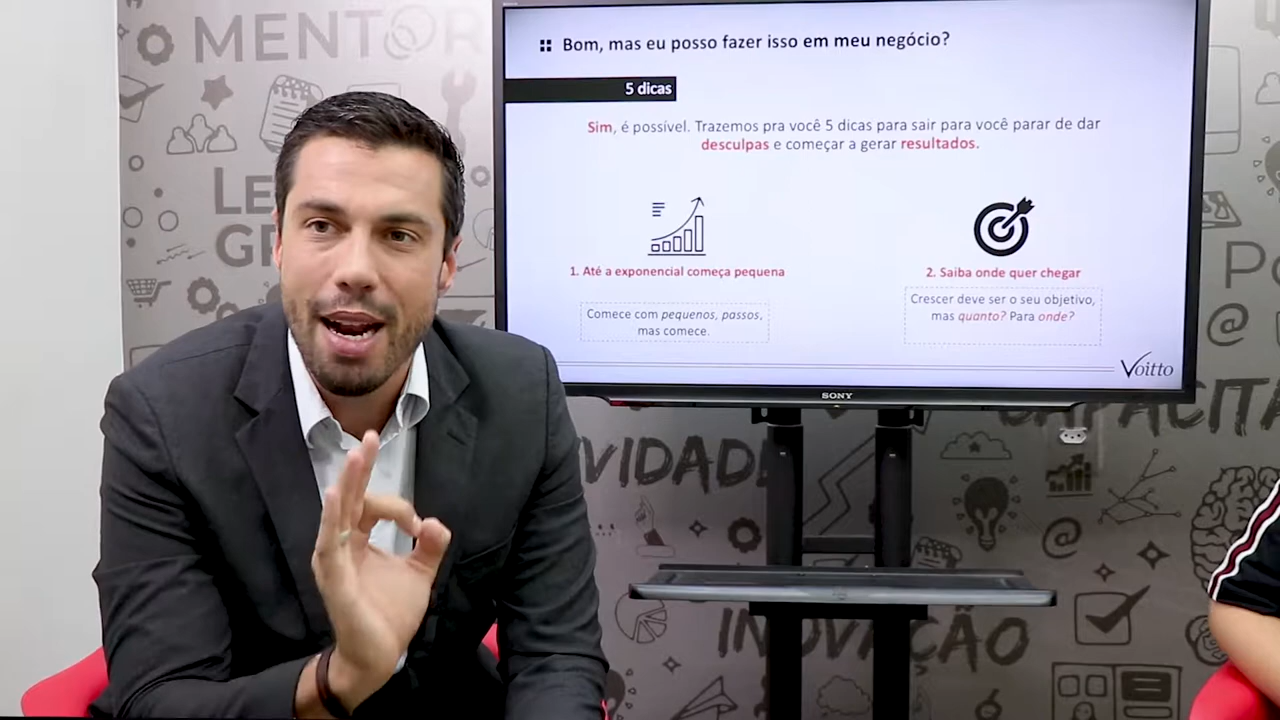 MENTOR
Bom, mas eu posso fazer isso em meu negócio?
5 dicas
Sim, é possível. Trazemos pra você 5 dicas para sair para você parar de dar
desculpas e começar a gerar resultados.
1. Até a exponencial começa pequena
2. Saiba onde quer chegar
Comece com pequenos, passos,
mas comece.
Crescer deve ser o seu objetivo,
mas quanto? Para onde?
Voitto
SONY
LE
G
PO
@
CAPACITA
VIDADE
@
INOVAÇÃO